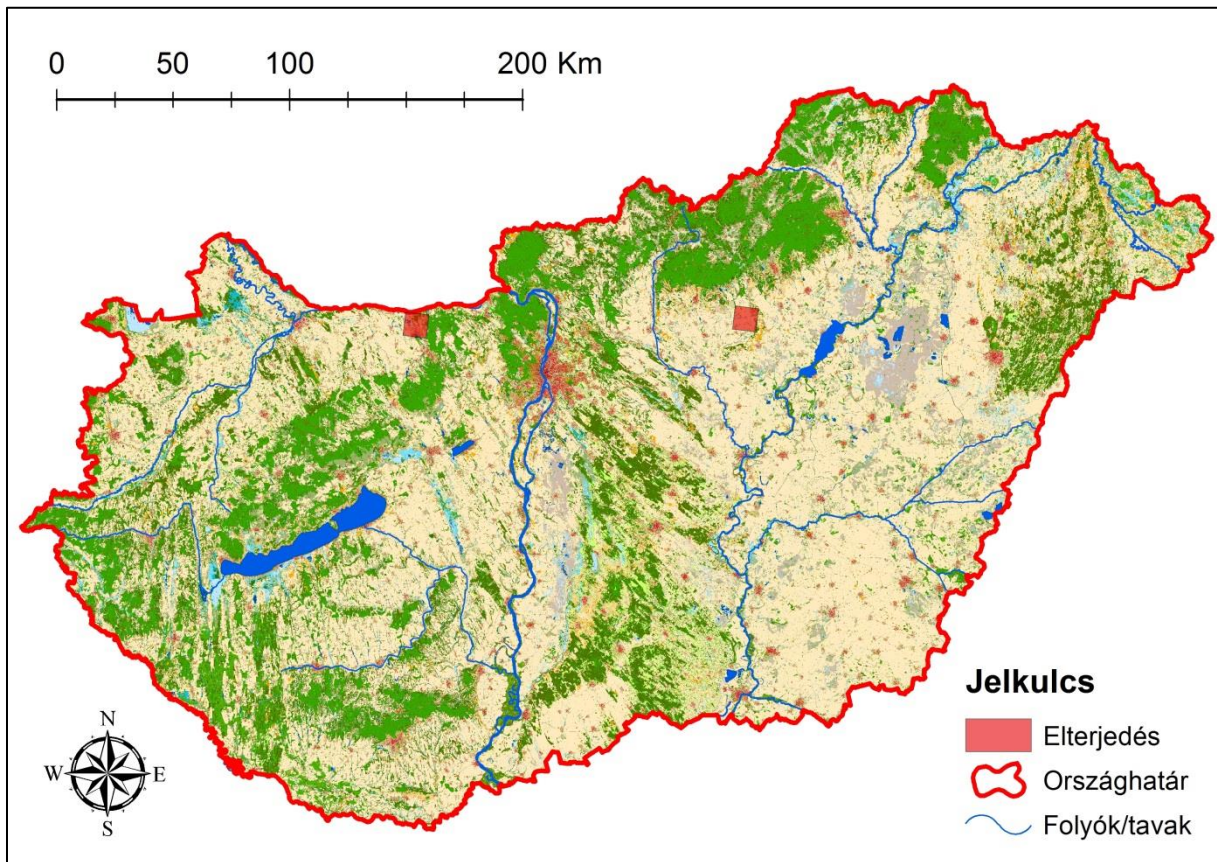 0 50 100 200 Km
N
W E
S
Jelkulcs
Elterjedés
Országhatár
Folyók/tavak